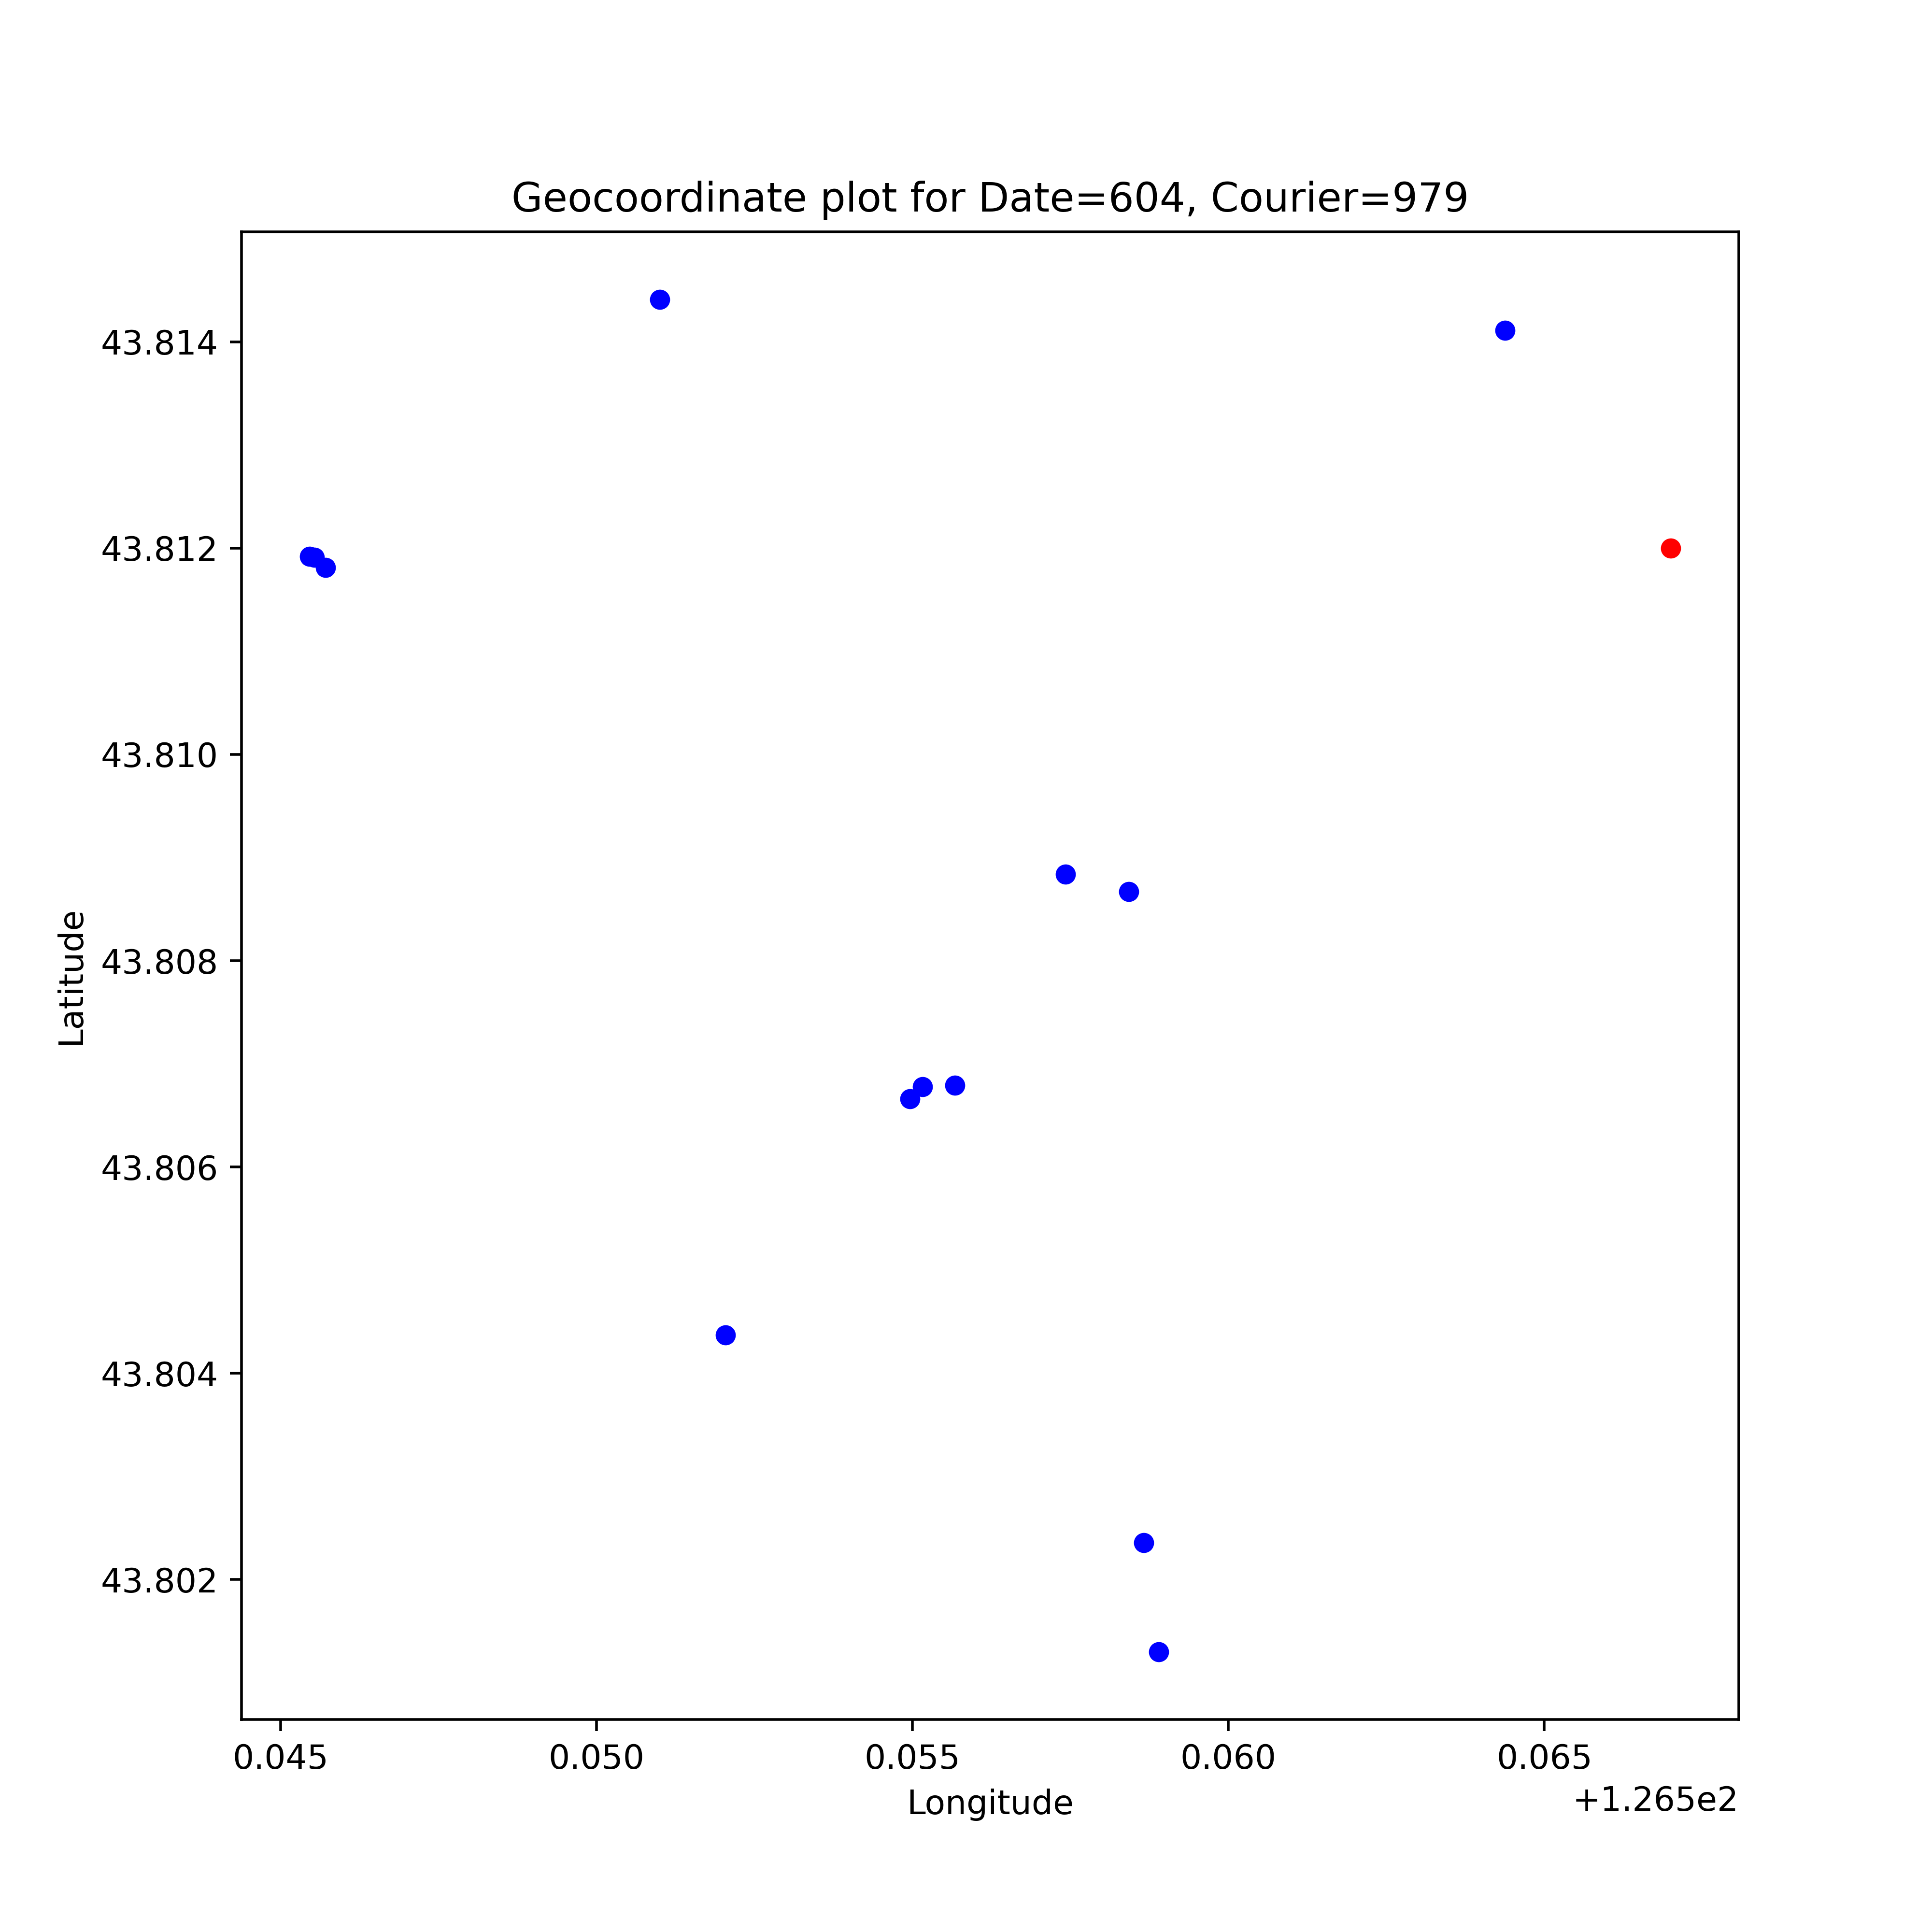 Geocoordinate plot for Date=604, Courier=979
43.814
43.812
43.810
43.808
43.806
43.804
43.802
Latitude
0.045 0.050 0.055 0.060 0.065
+1.265e2
Longitude